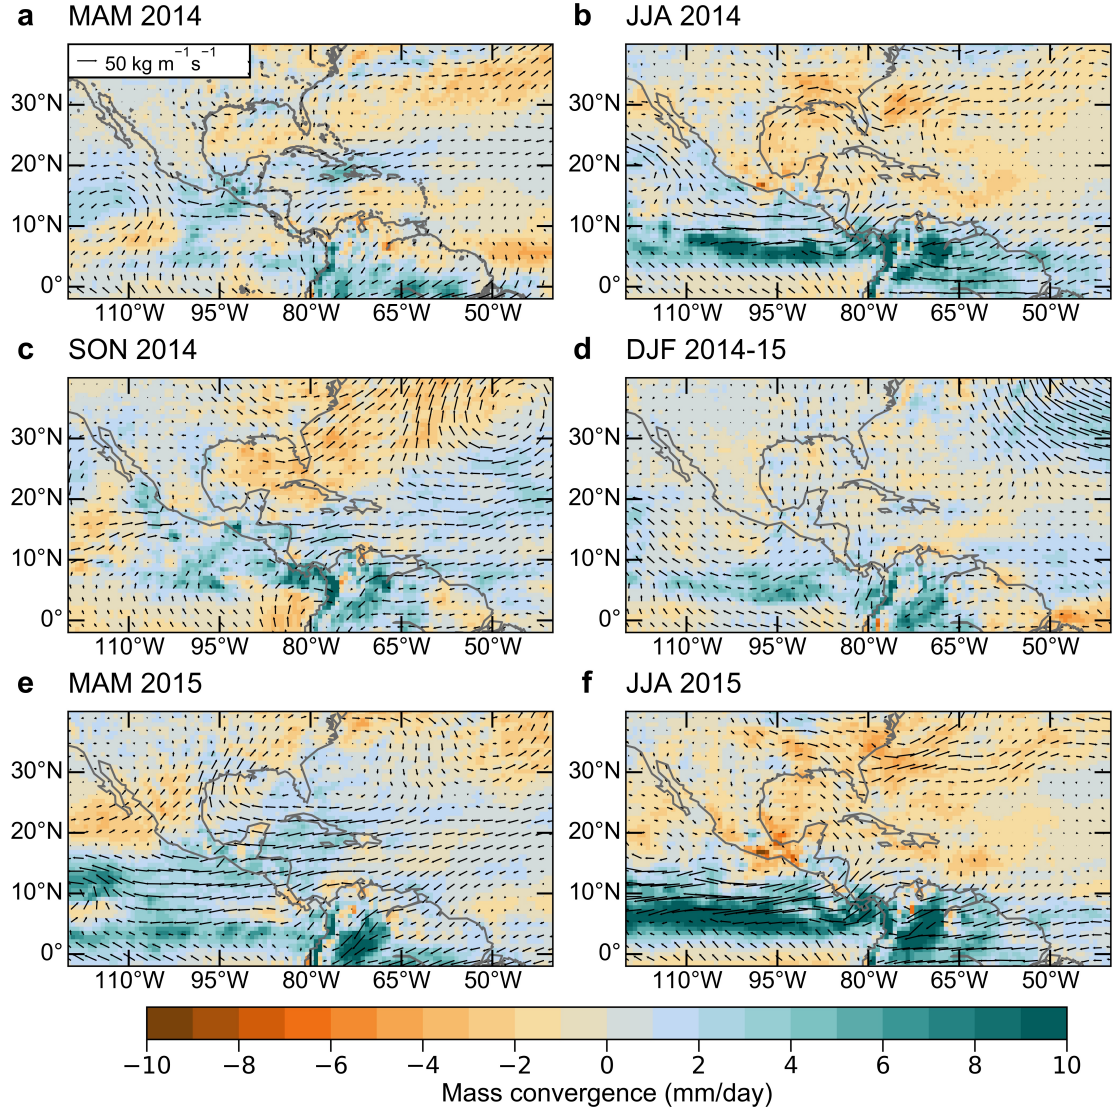 a MAM 2014
b JJA 2014
50 kg m⁻¹s⁻¹
30°N
20°N
10°N
0°
110°W 95°W 80°W 65°W 50°W
30°N
20°N
10°N
0°
110°W 95°W 80°W 65°W 50°W
c SON 2014
d DJF 2014-15
30°N
20°N
10°N
0°
110°W 95°W 80°W 65°W 50°W
30°N
20°N
10°N
0°
110°W 95°W 80°W 65°W 50°W
e MAM 2015
f JJA 2015
30°N
20°N
10°N
0°
110°W 95°W 80°W 65°W 50°W
30°N
20°N
10°N
0°
110°W 95°W 80°W 65°W 50°W
−10 −8 −6 −4 −2 0 2 4 6 8 10
Mass convergence (mm/day)